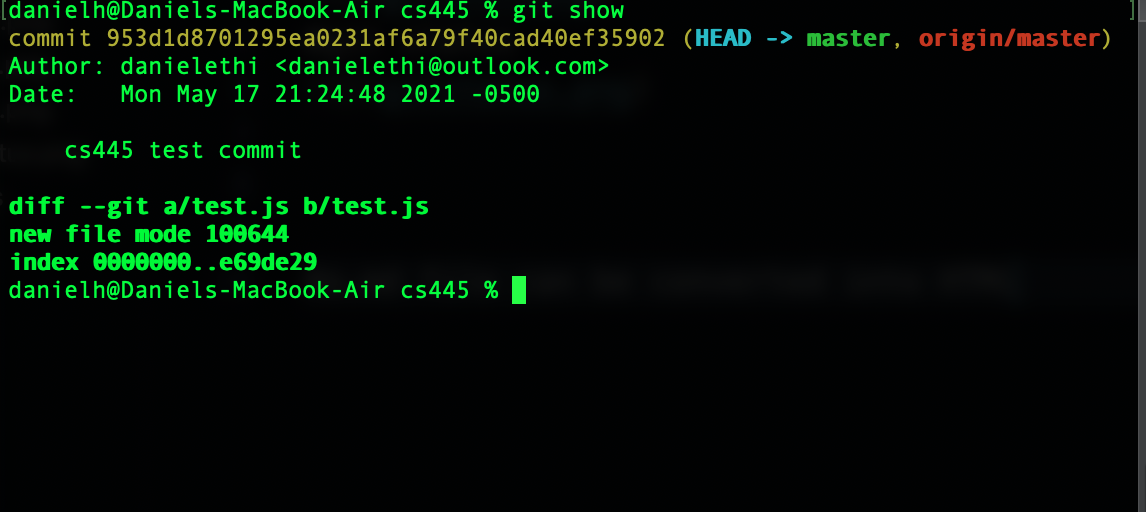 [danielh@Daniels-MacBook-Air cs445 % git show ]
commit 953d1d8701295ea0231af6a79f40cad40ef35902 (HEAD -> master, origin/master)
Author: danielethi <danielethi@outlook.com>
Date:   Mon May 17 21:24:48 2021 -0500
cs445 test commit
diff --git a/test.js b/test.js
new file mode 100644
index 0000000..e69de29
danielh@Daniels-MacBook-Air cs445 %